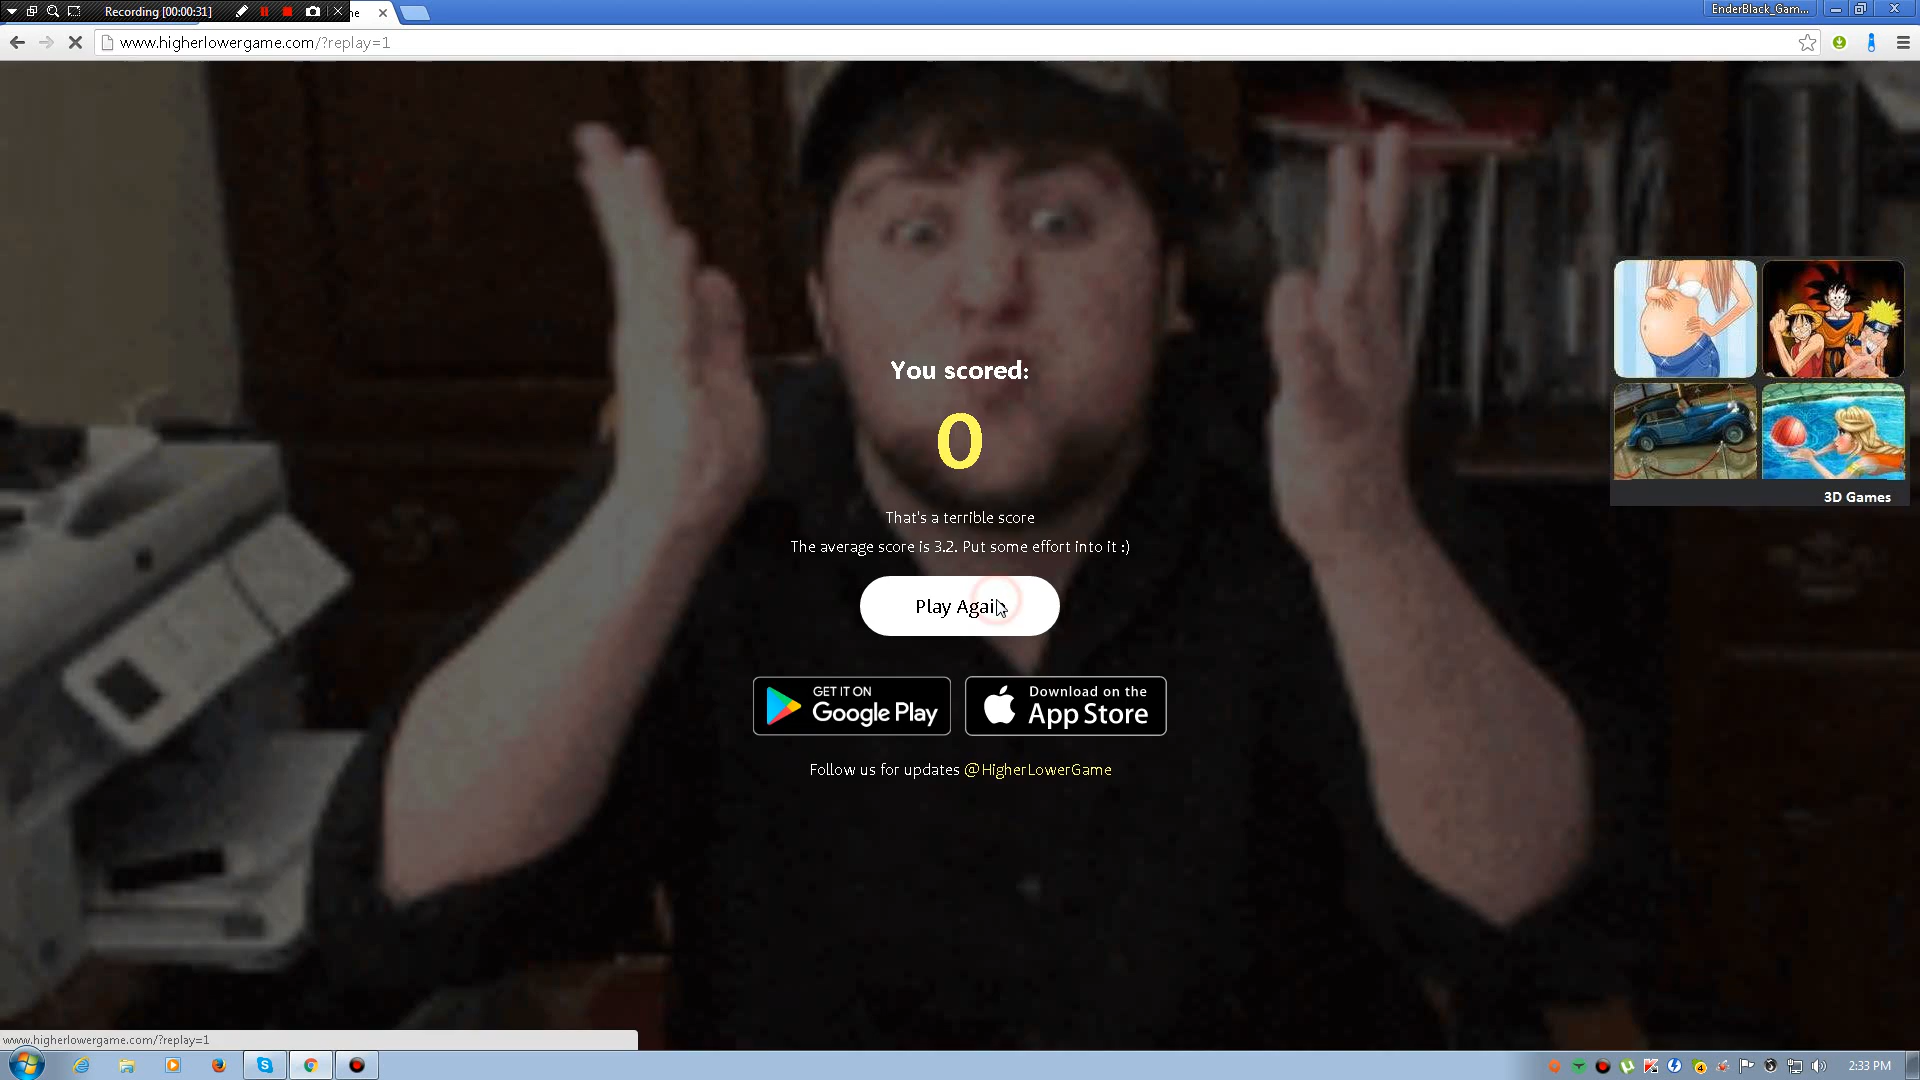 Recording [00:00:31]
me
EnderBlack_Gam...
www.higherlowergame.com/?replay=1
You scored:
0
That's a terrible score
The average score is 3.2. Put some effort into it :)
Play Again
GET IT ON
Google Play
Download on the
App Store
Follow us for updates @HigherLowerGame
3D Games
www.higherlowergame.com/?replay=1
2:33 PM